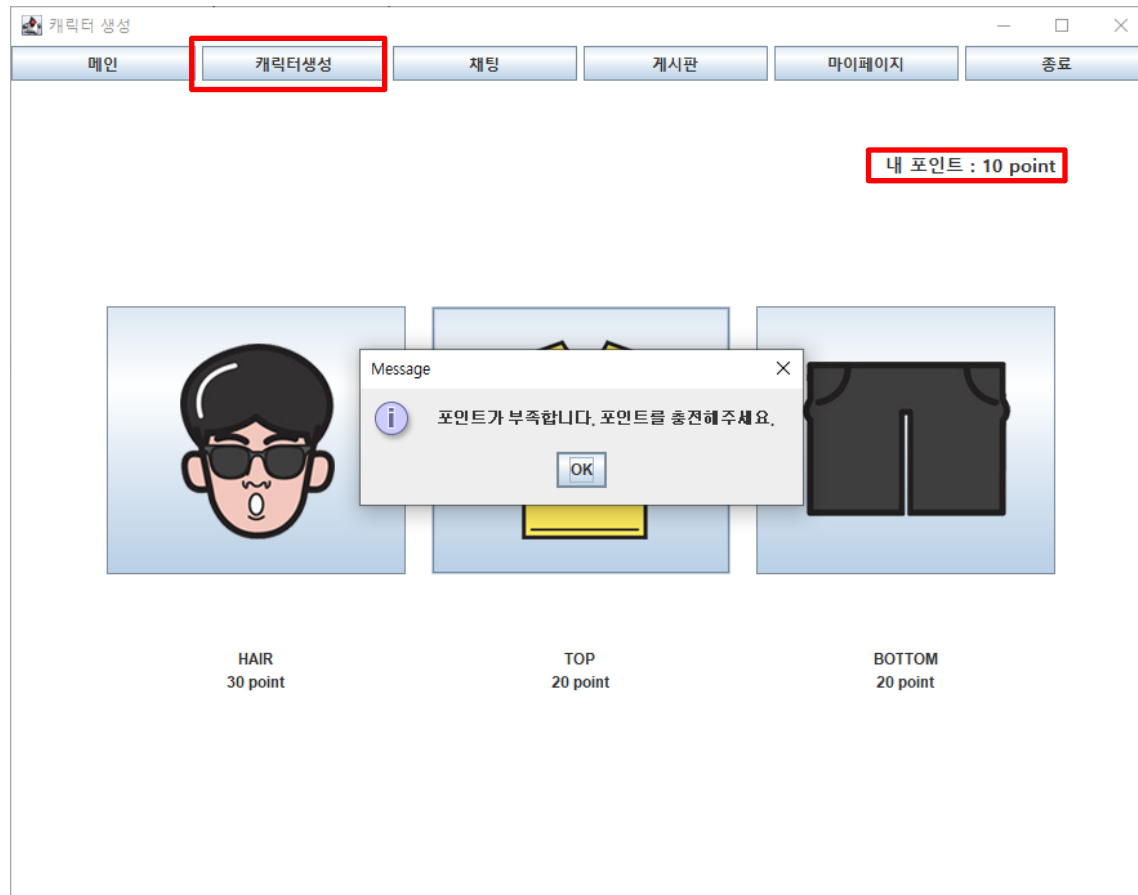 캐릭터 생성
메인 캐릭터생성 채팅 게시판 마이페이지 종료
내 포인트 : 10 point
Message
포인트가 부족합니다. 포인트를 충전해주세요.
OK
HAIR TOP BOTTOM
30 point 20 point 20 point